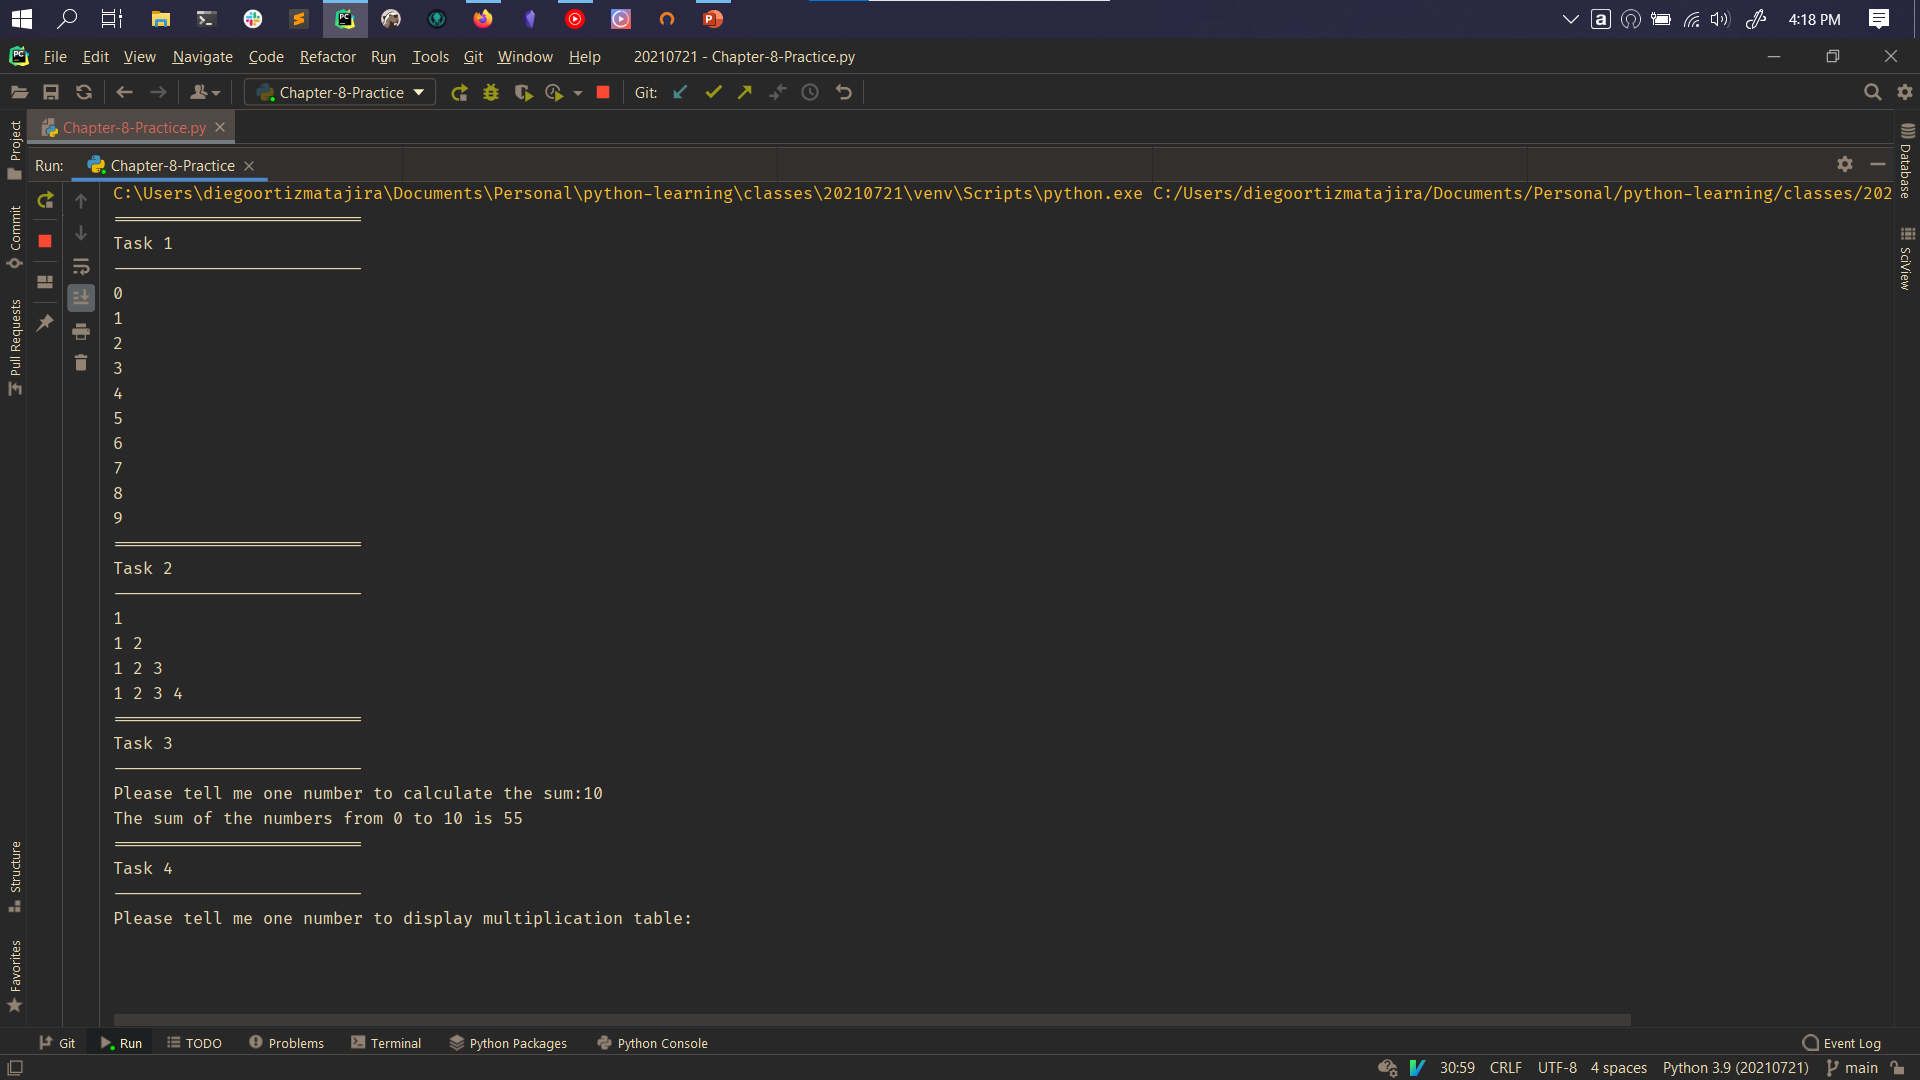 4:18 PM
File Edit View Navigate Code Refactor Run Tools Git Window Help 20210721 - Chapter-8-Practice.py
Chapter-8-Practice Git:
Chapter-8-Practice.py
Run: Chapter-8-Practice
C:\Users\diegoortizmatajira\Documents\Personal\python-learning\classes\20210721\venv\Scripts\python.exe C:/Users/diegoortizmatajira/Documents/Personal/python-learning/classes/202
=========================
Task 1
-------------------------
0
1
2
3
4
5
6
7
8
9
=========================
Task 2
-------------------------
1
1 2
1 2 3
1 2 3 4
=========================
Task 3
-------------------------
Please tell me one number to calculate the sum:10
The sum of the numbers from 0 to 10 is 55
=========================
Task 4
-------------------------
Please tell me one number to display multiplication table:
Project
Commit
Pull Requests
Structure
Favorites
Database
SciView
Git Run TODO Problems Terminal Python Packages Python Console Event Log
30:59 CRLF UTF-8 4 spaces Python 3.9 (20210721) main